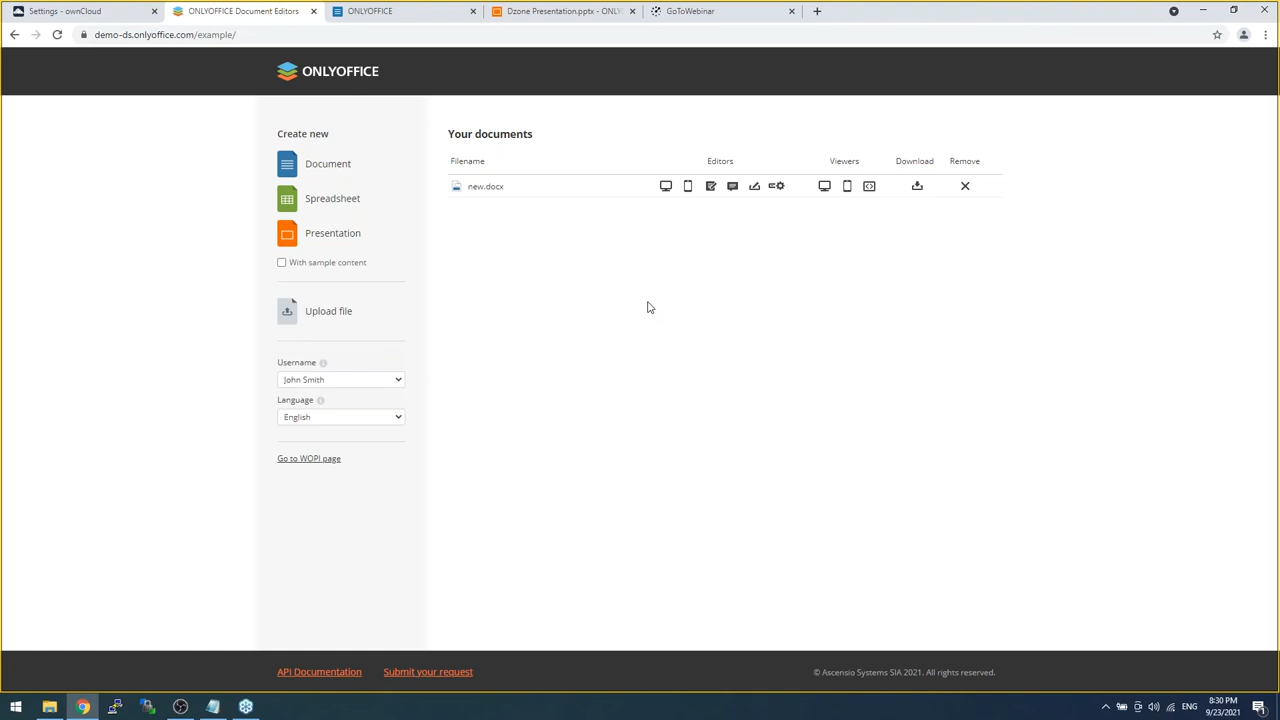 Settings - ownCloud
ONLYOFFICE Document Editors
ONLYOFFICE
Dzone Presentation.pptx - ONLY
GoToWebinar
demo-ds.onlyoffice.com/example/
ONLYOFFICE
Create new
Document
Spreadsheet
Presentation
With sample content
Upload file
Username
John Smith
Language
English
Go to WOPI page
Your documents
Filename Editors Viewers Download Remove
new.docx
API Documentation Submit your request © Ascensio Systems SIA 2021. All rights reserved.
ENG
8:30 PM
9/23/2021
1